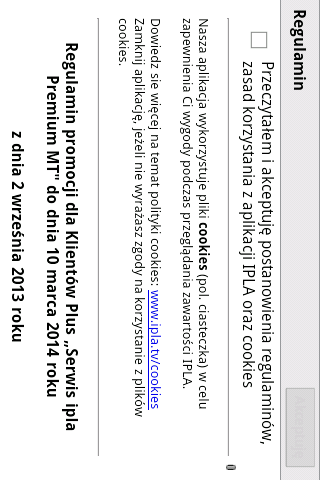 Regulamin
Akceptuję
Przeczytałem i akceptuję postanowienia regulaminów,
zasad korzystania z aplikacji IPLA oraz cookies
Nasza aplikacja wykorzystuje pliki cookies (pol. ciasteczka) w celu
zapewnienia Ci wygody podczas przeglądania zawartości IPLA.
Dowiedz sie więcej na temat polityki cookies: www.ipla.tv/cookies
Zamknij aplikację, jeżeli nie wyrażasz zgody na korzystanie z plików
cookies.
Regulamin promocji dla Klientów Plus „Serwis ipla
Premium MT" do dnia 10 marca 2014 roku
z dnia 2 września 2013 roku